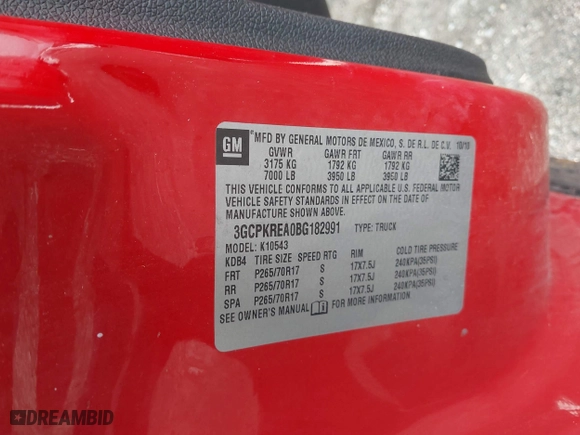 GM
® MFD BY GENERAL MOTORS DE MEXICO, S. DE R.L. DE C.V. 10/10
GVWR GAWR FRT GAWR RR
3175 KG 1792 KG 1792 KG
7000 LB 3950 LB 3950 LB
THIS VEHICLE CONFORMS TO ALL APPLICABLE U.S. FEDERAL MOTOR
VEHICLE SAFETY STANDARDS IN EFFECT ON THE DATE OF
MANUFACTURE SHOWN ABOVE.
3GCPKREA0BG182991 TYPE: TRUCK
MODEL: K10543
KDB4 TIRE SIZE SPEED RTG RIM COLD TIRE PRESSURE
FRT P265/70R17 S 17X7.5J 240KPA(35PSI)
RR P265/70R17 S 17X7.5J 240KPA(35PSI)
SPA P265/70R17 S 17X7.5J 240KPA(35PSI)
SEE OWNER'S MANUAL FOR MORE INFORMATION.
DREAMBID